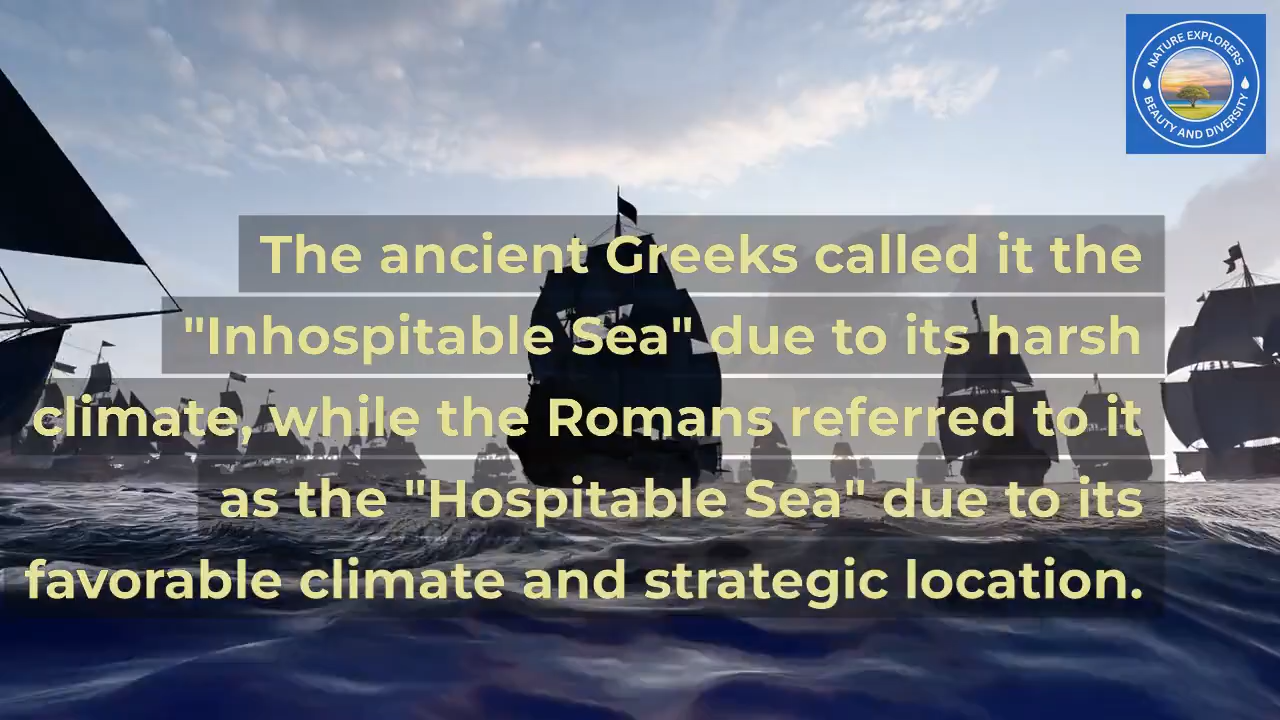 NATURE EXPLORERS
BEAUTY AND DIVERSITY
The ancient Greeks called it the
"Inhospitable Sea" due to its harsh
climate, while the Romans referred to it
as the "Hospitable Sea" due to its
favorable climate and strategic location.